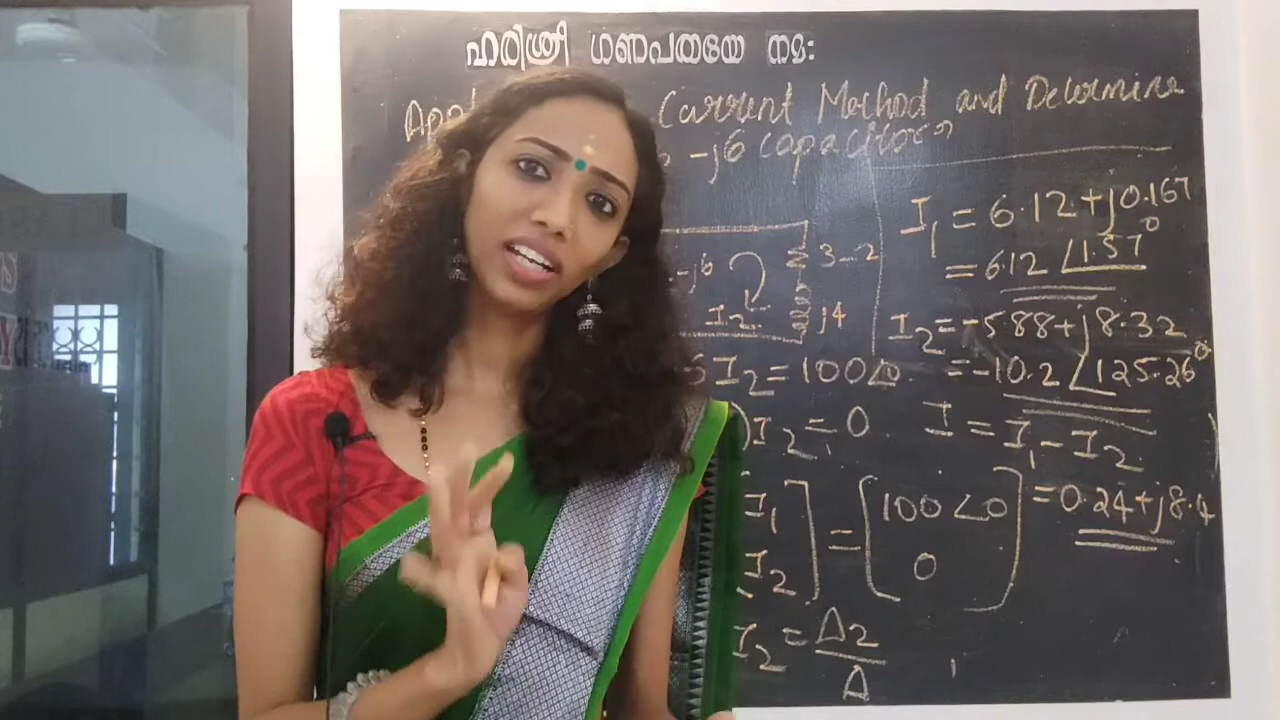 ഹരിശ്രീ ഗണപതയേ നമഃ
Current Method and Determine
-j6 capacitor"
I₁ = 6.12+j0.167
= 6.12 ∠1.57°
-j6
3-2
I₂
j4
I₂ = -5.88+j8.32
= -10.2 ∠125.26°
I₂ = 100∠0
)I₂ = 0
I = I₁ - I₂
= 0.24+j8.4
I₁
I₂
=
100∠0
0
I₂ = Δ₂/Δ